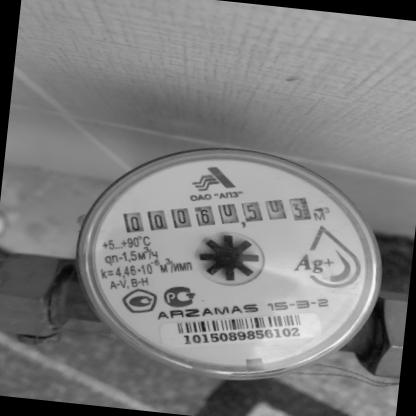 ОАО "АПЗ"
00064,543 м³
+5...+90°C
qn-1,5м³/ч
k=4,46·10⁻⁴м³/имп
A-V, B-H
Ag+
ARZAMAS 15-3-2
1015089856102